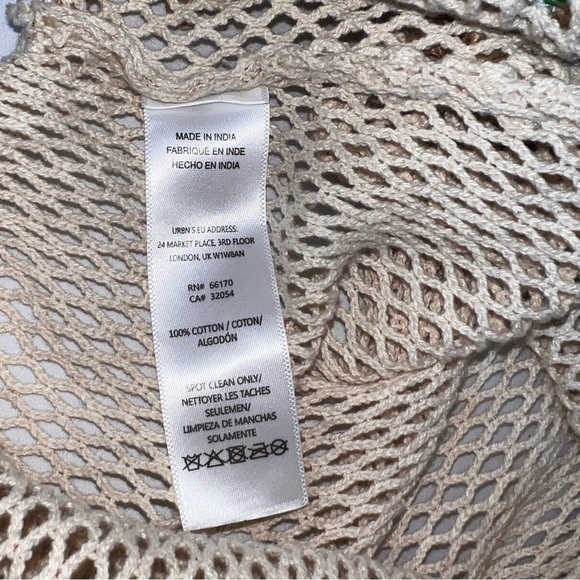 MADE IN INDIA
FABRIQUE EN INDE
HECHO EN INDIA
URBN'S EU ADDRESS:
24 MARKET PLACE, 3RD FLOOR
LONDON, UK W1W8AN
RN# 66170
CA# 32054
100% COTTON / COTON/
ALGODÓN
SPOT CLEAN ONLY/
NETTOYER LES TACHES
SEULEMEN/
LIMPIEZA DE MANCHAS
SOLAMENTE